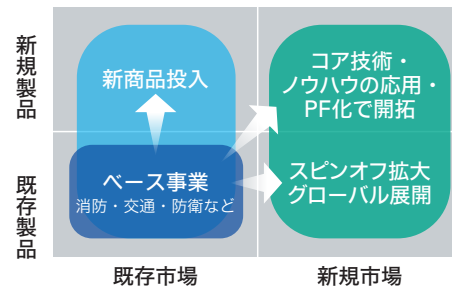 新規製品
新商品投入
コア技術・
ノウハウの応用・
PF化で開拓
既存製品
ベース事業
消防・交通・防衛など
スピンオフ拡大
グローバル展開
既存市場
新規市場